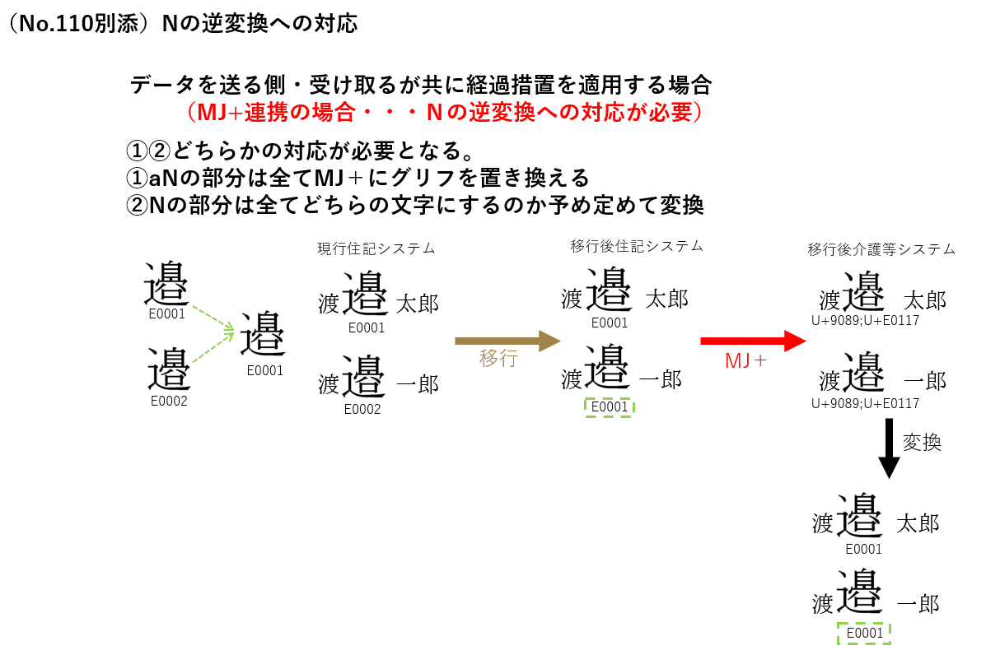 （No.110別添）Nの逆変換への対応
データを送る側・受け取るが共に経過措置を適用する場合
（MJ+連携の場合・・・Ｎの逆変換への対応が必要）
①②どちらかの対応が必要となる。
①aNの部分は全てMJ＋にグリフを置き換える
②Nの部分は全てどちらの文字にするのか予め定めて変換
邉
E0001
邉
E0002
邉
E0001
現行住記システム
渡邉 太郎
E0001
渡邉 一郎
E0002
移行
移行後住記システム
渡邉 太郎
E0001
渡邉 一郎
E0001
MJ＋
移行後介護等システム
渡邉 太郎
U+9089;U+E0117
渡邉 一郎
U+9089;U+E0117
変換
渡邉 太郎
E0001
渡邉 一郎
E0001